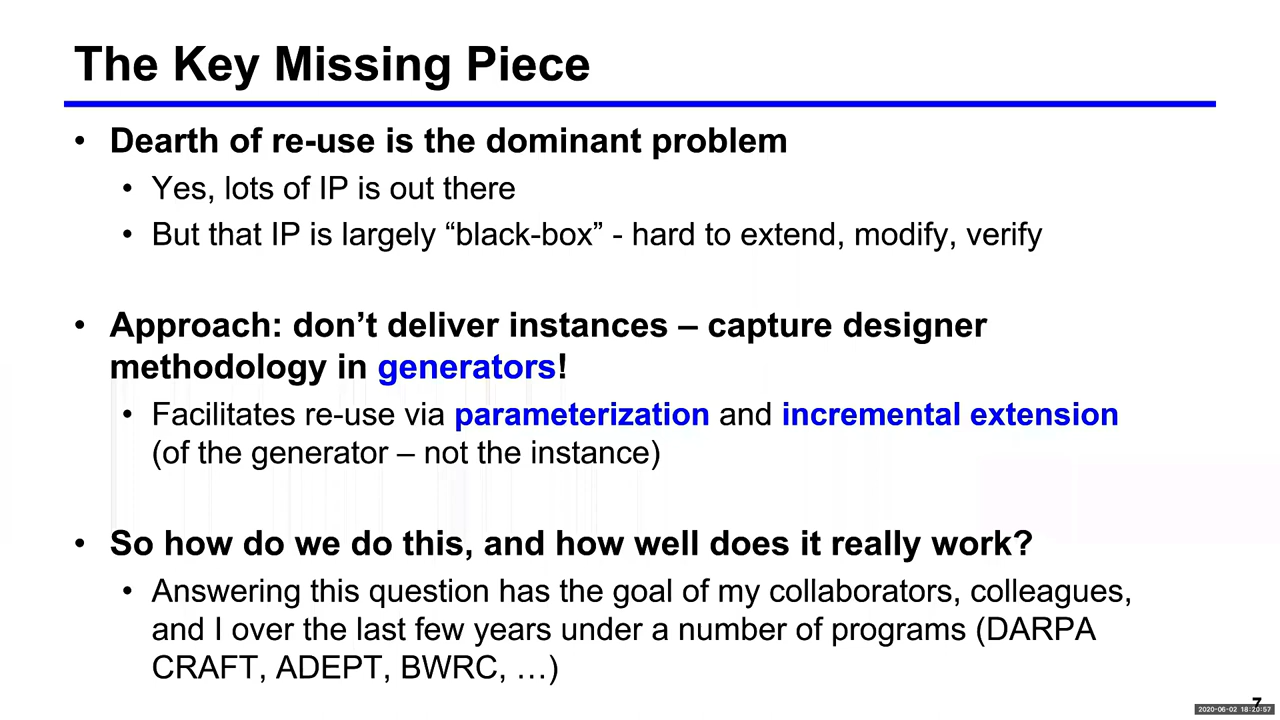 The Key Missing Piece
• Dearth of re-use is the dominant problem
• Yes, lots of IP is out there
• But that IP is largely “black-box” - hard to extend, modify, verify
• Approach: don’t deliver instances – capture designer
methodology in generators!
• Facilitates re-use via parameterization and incremental extension
(of the generator – not the instance)
• So how do we do this, and how well does it really work?
• Answering this question has the goal of my collaborators, colleagues,
and I over the last few years under a number of programs (DARPA
CRAFT, ADEPT, BWRC, …)
7
2020-06-02 18:20:57